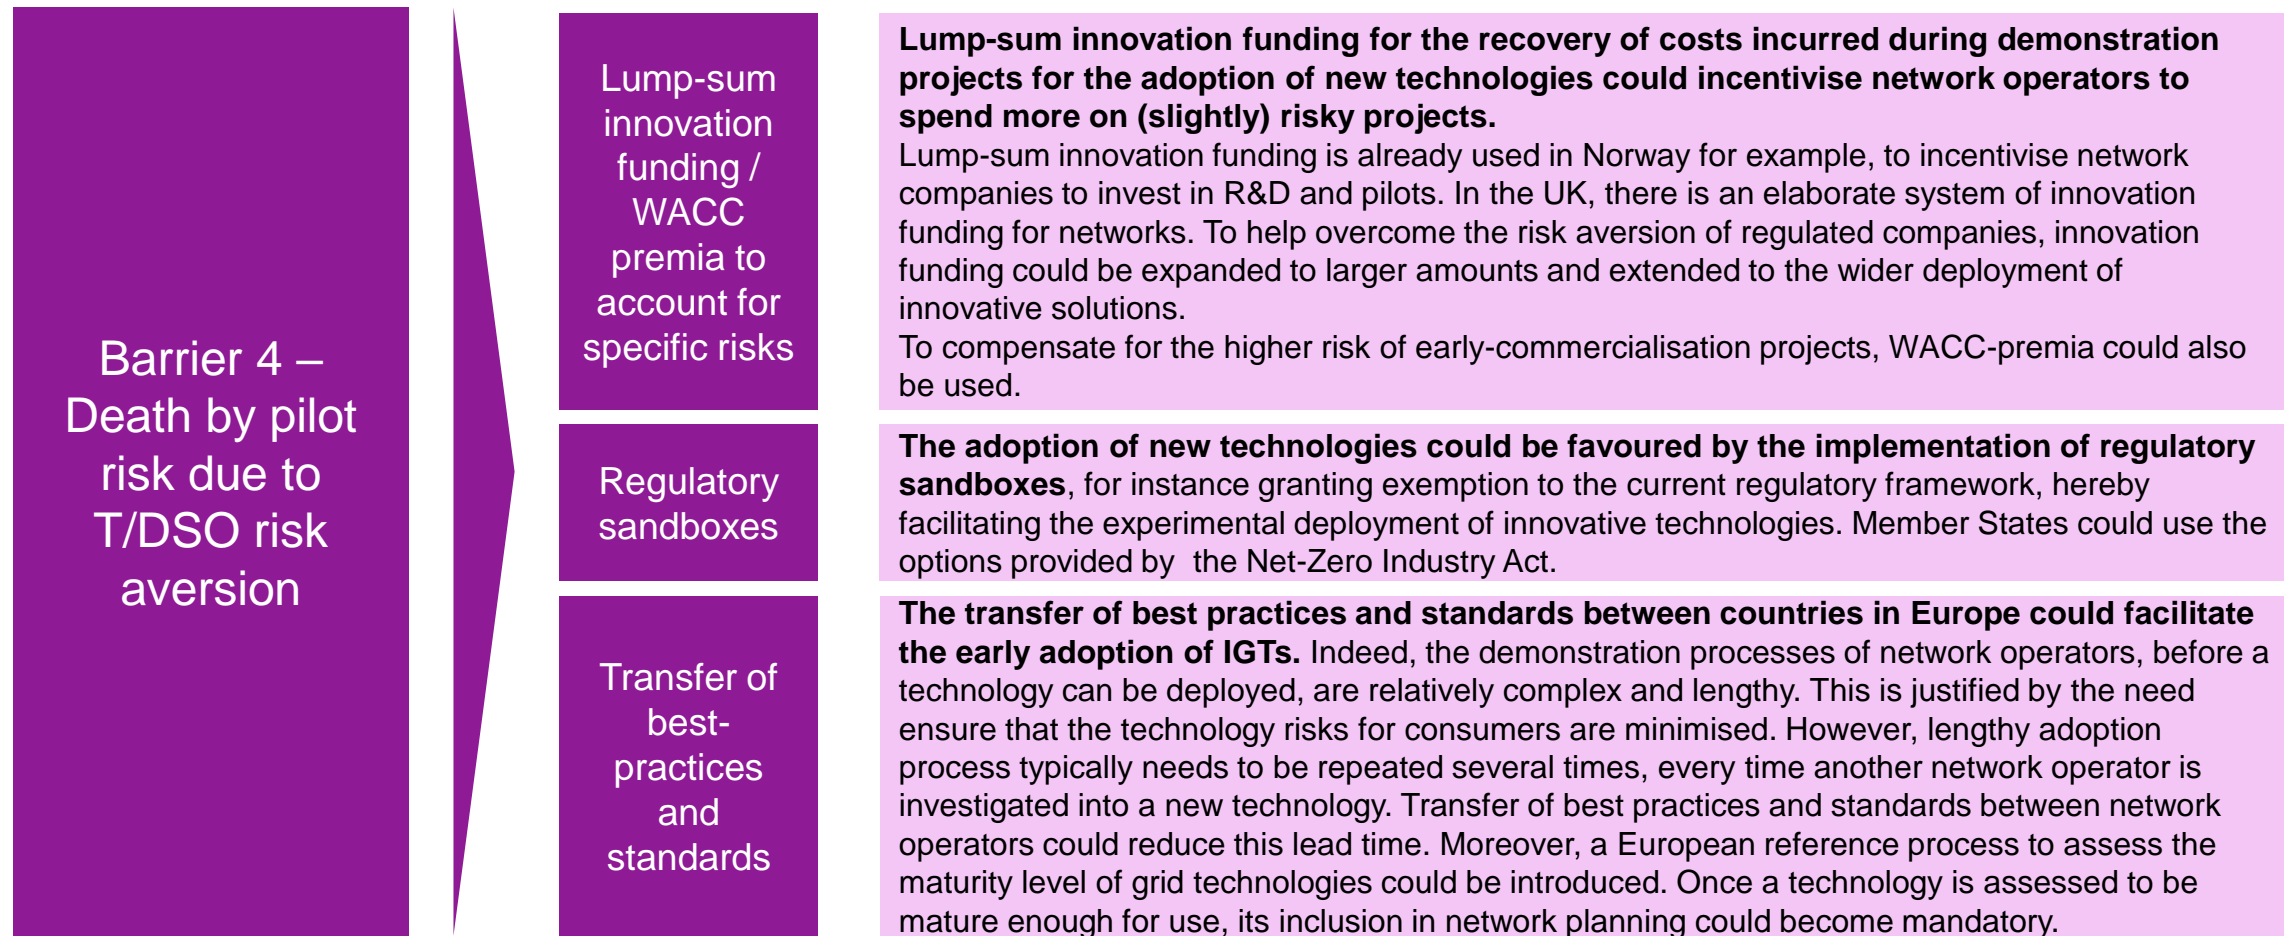 Barrier 4 –
Death by pilot
risk due to
T/DSO risk
aversion
Lump-sum
innovation
funding /
WACC
premia to
account for
specific risks
Lump-sum innovation funding for the recovery of costs incurred during demonstration
projects for the adoption of new technologies could incentivise network operators to
spend more on (slightly) risky projects.
Lump-sum innovation funding is already used in Norway for example, to incentivise network
companies to invest in R&D and pilots. In the UK, there is an elaborate system of innovation
funding for networks. To help overcome the risk aversion of regulated companies, innovation
funding could be expanded to larger amounts and extended to the wider deployment of
innovative solutions.
To compensate for the higher risk of early-commercialisation projects, WACC-premia could also
be used.
Regulatory
sandboxes
The adoption of new technologies could be favoured by the implementation of regulatory
sandboxes, for instance granting exemption to the current regulatory framework, hereby
facilitating the experimental deployment of innovative technologies. Member States could use the
options provided by  the Net-Zero Industry Act.
Transfer of
best-
practices
and
standards
The transfer of best practices and standards between countries in Europe could facilitate
the early adoption of IGTs. Indeed, the demonstration processes of network operators, before a
technology can be deployed, are relatively complex and lengthy. This is justified by the need
ensure that the technology risks for consumers are minimised. However, lengthy adoption
process typically needs to be repeated several times, every time another network operator is
investigated into a new technology. Transfer of best practices and standards between network
operators could reduce this lead time. Moreover, a European reference process to assess the
maturity level of grid technologies could be introduced. Once a technology is assessed to be
mature enough for use, its inclusion in network planning could become mandatory.